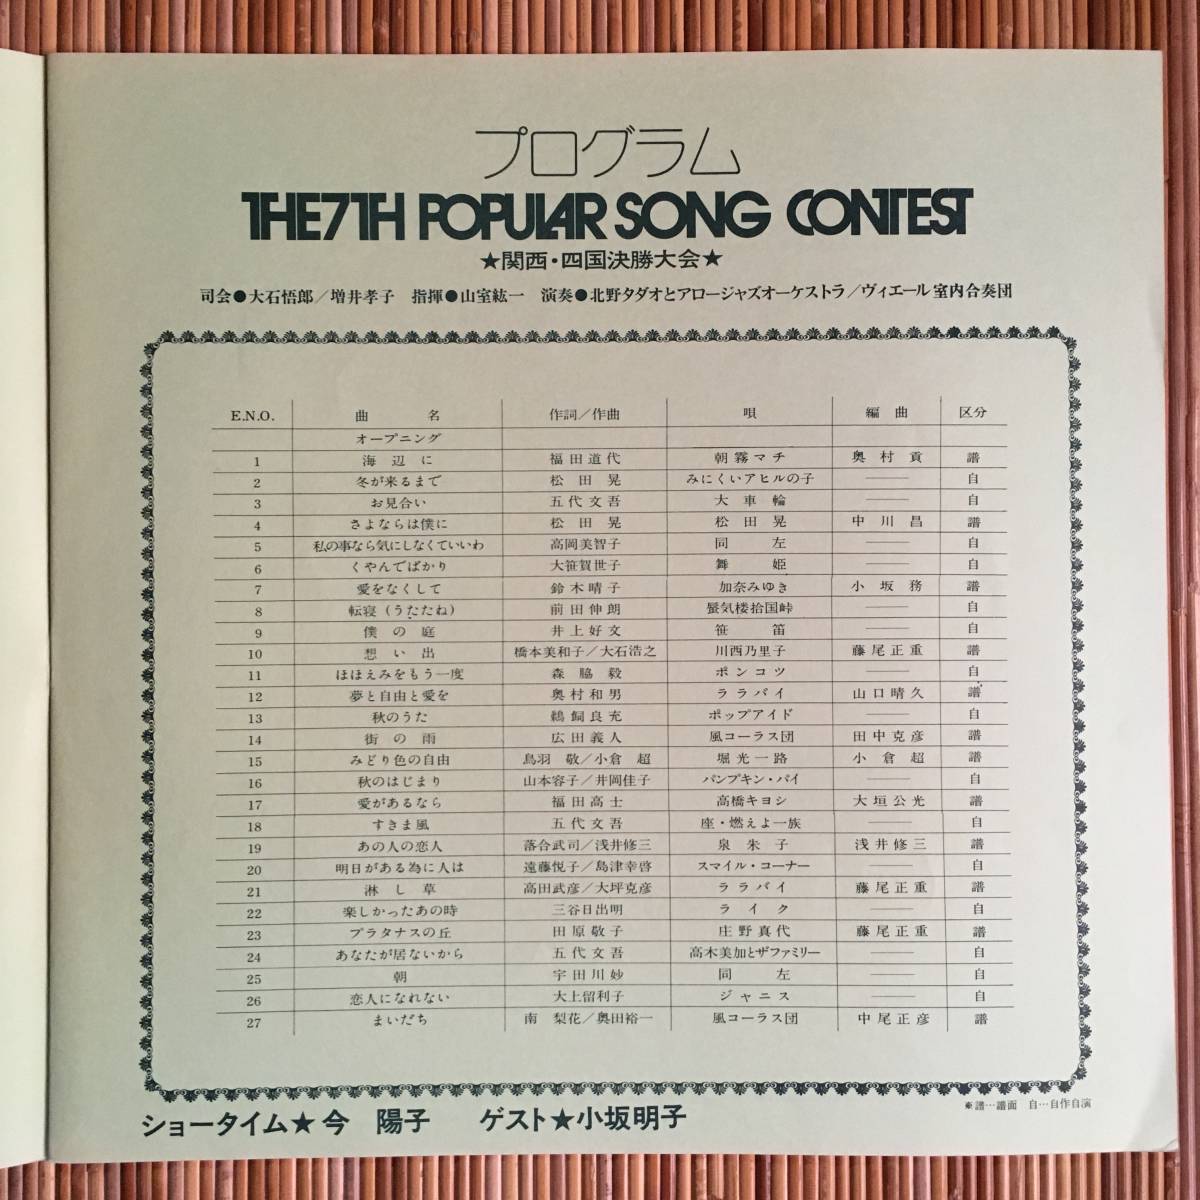 プログラム
THE 7TH POPULAR SONG CONTEST
★関西・四国決勝大会★
司会●大石悟郎／増井孝子 指揮●山室紘一 演奏●北野タダオとアロージャズオーケストラ／ヴィエール室内合奏団
E.N.O. 曲 名 作詞／作曲 唄 編 曲 区分
オープニング
1 海辺に 福田道代 朝霧マチ 奥村貢 譜
2 冬が来るまで 松田晃 みにくいアヒルの子 ―― 自
3 お見合い 五代文吾 大車輪 ―― 自
4 さよならは僕に 松田晃 松田晃 中川昌 譜
5 私の事なら気にしなくていいわ 高岡美智子 同左 ―― 自
6 くやんでばかり 大笹賀世子 舞姫 ―― 自
7 愛をなくして 鈴木晴子 加奈みゆき 小坂務 譜
8 転寝（うたたね） 前田伸朗 蜃気楼拾国峠 ―― 自
9 僕の庭 井上好文 笹笛 ―― 自
10 想い出 橋本美和子／大石浩之 川西乃里子 藤尾正重 譜
11 ほほえみをもう一度 森脇毅 ポンコツ ―― 自
12 夢と自由と愛を 奥村和男 ララバイ 山口晴久 譜
13 秋のうた 鵜飼良充 ポップアイド ―― 自
14 街の雨 広田義人 風コーラス団 田中克彦 譜
15 みどり色の自由 鳥羽敬／小倉超 堀光一路 小倉超 譜
16 秋のはじまり 山本容子／井岡佳子 パンプキン・パイ ―― 自
17 愛があるなら 福田高士 高橋キヨシ 大垣公光 譜
18 すきま風 五代文吾 座・燃えよ一族 ―― 自
19 あの人の恋人 落合武司／浅井修三 泉朱子 浅井修三 譜
20 明日がある為に人は 遠藤悦子／島津幸啓 スマイル・コーナー ―― 自
21 淋し草 高田武彦／大坪克彦 ララバイ 藤尾正重 譜
22 楽しかったあの時 三谷日出明 ライク ―― 自
23 プラタナスの丘 田原敬子 庄野真代 藤尾正重 譜
24 あなたが居ないから 五代文吾 高木美加とザファミリー ―― 自
25 朝 宇田川妙 同左 ―― 自
26 恋人になれない 大上留利子 ジャニス ―― 自
27 まいだち 南梨花／奥田裕一 風コーラス団 中尾正彦 譜
※譜…譜面 自…自作自演
ショータイム★今 陽子 ゲスト★小坂明子